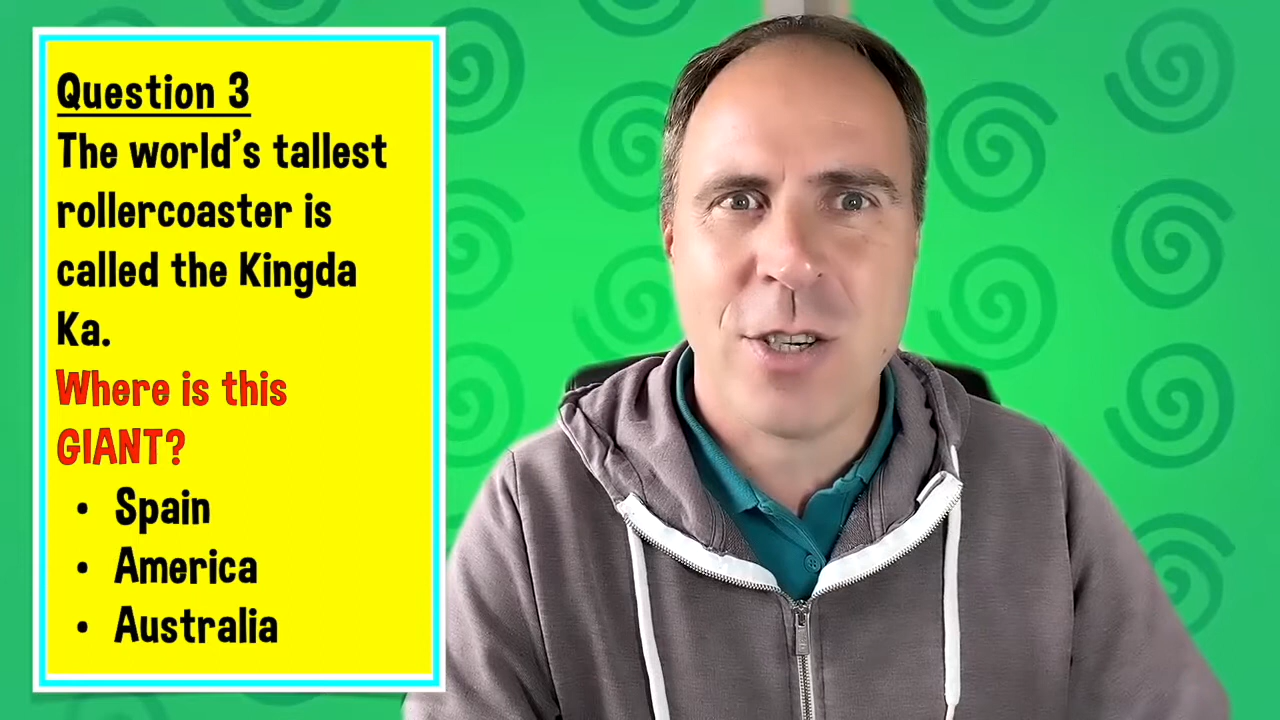 Question 3
The world’s tallest
rollercoaster is
called the Kingda
Ka.
Where is this
GIANT?
• Spain
• America
• Australia